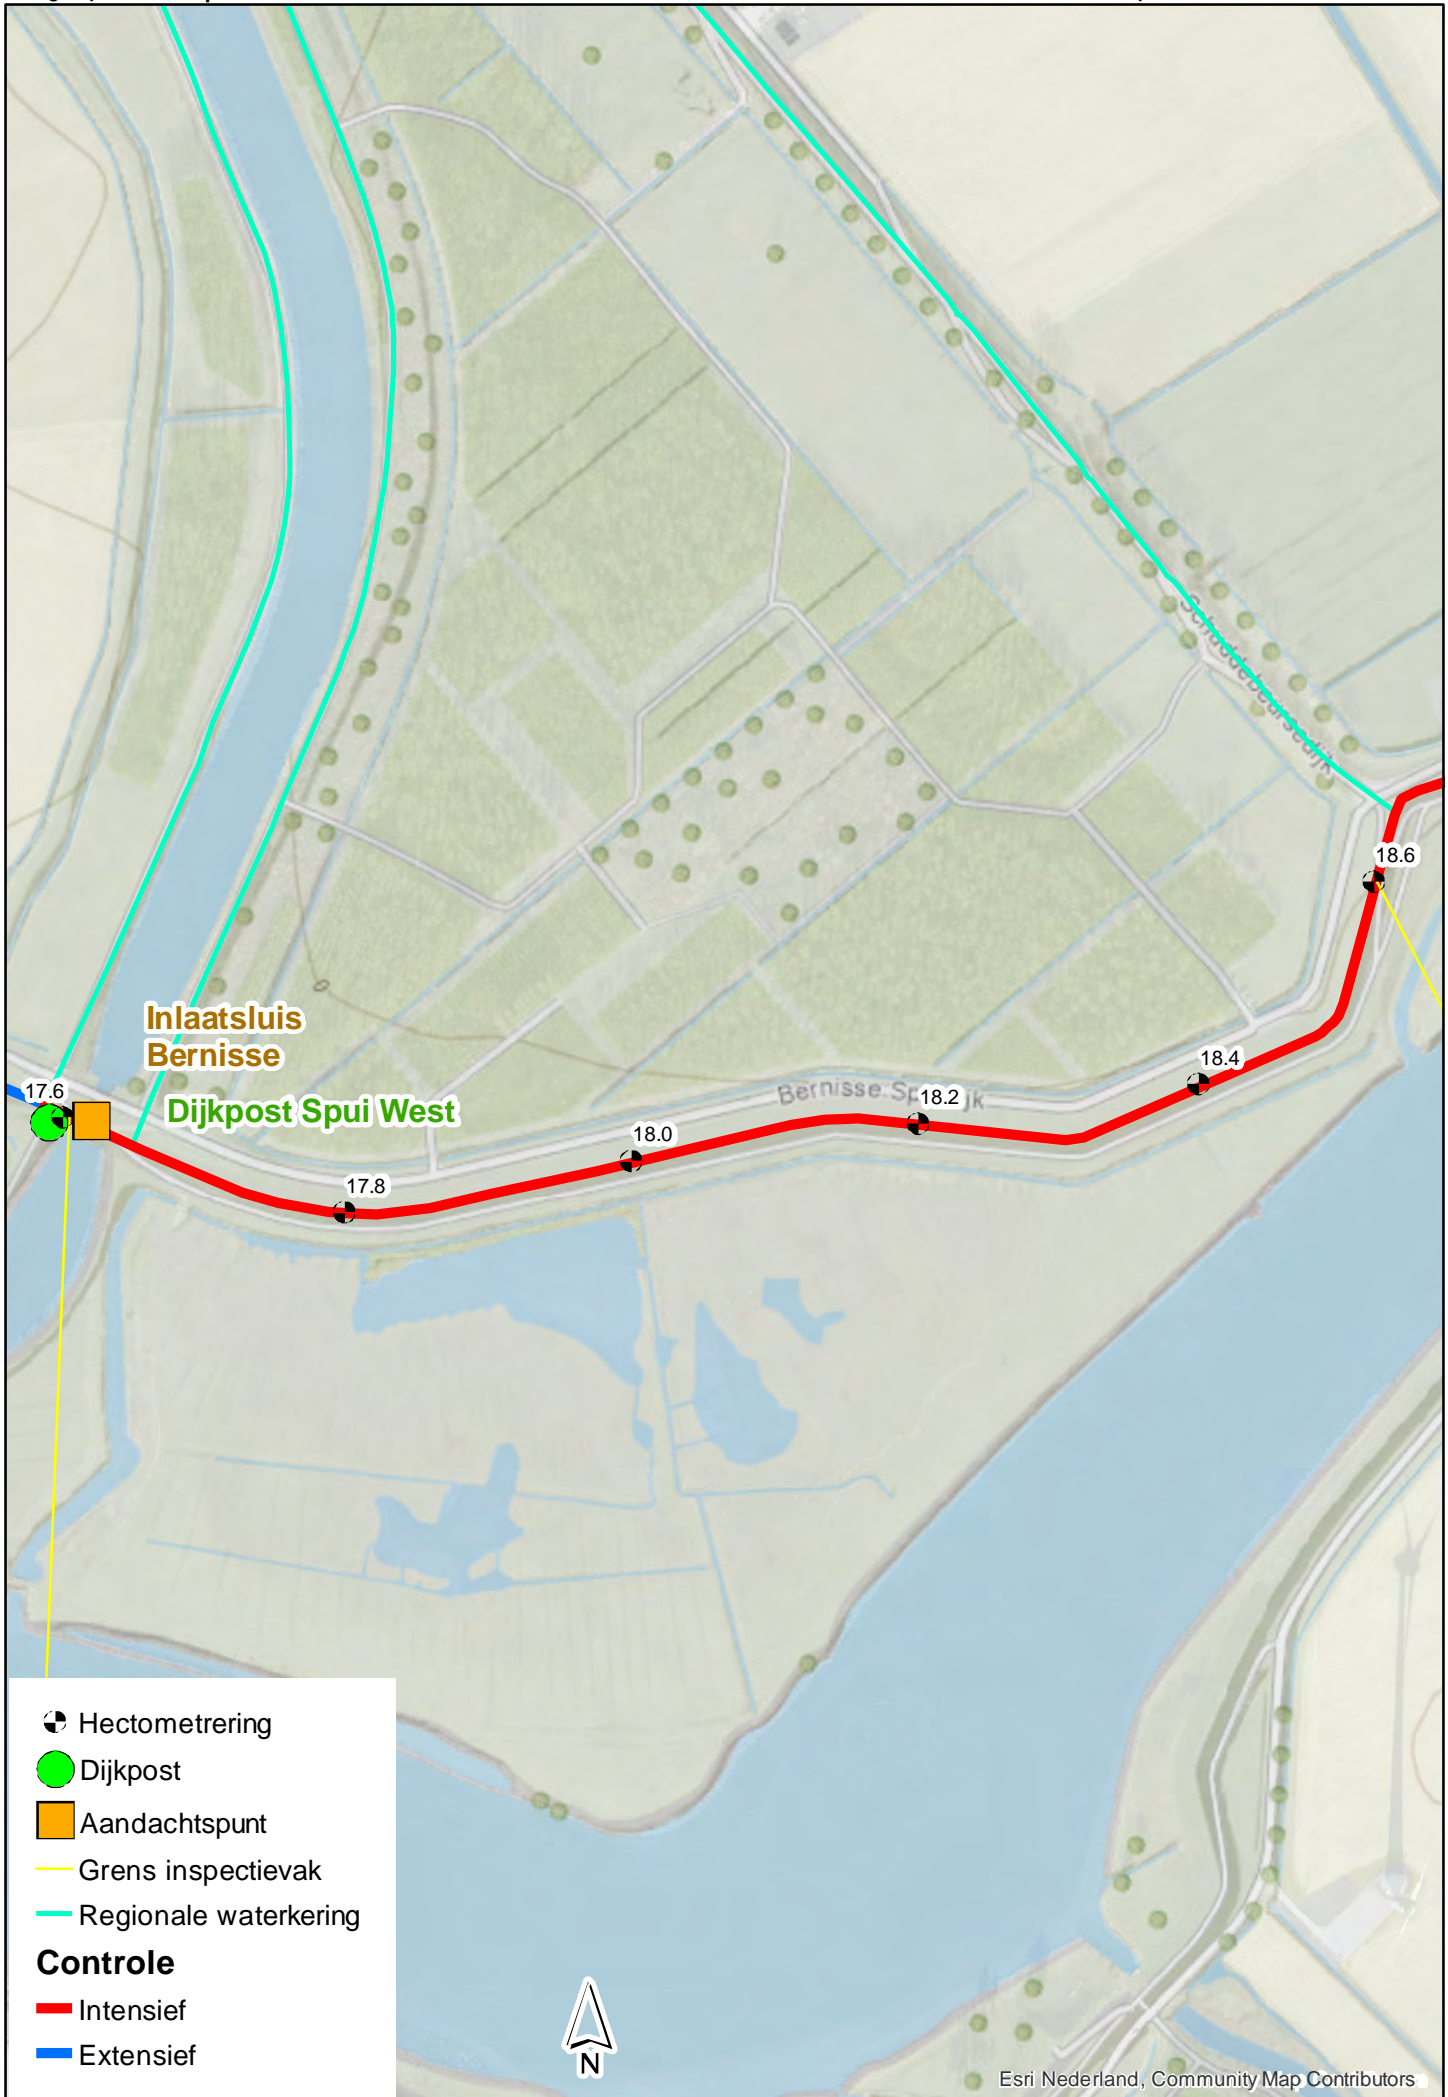 Schuddebeursedijk
18.6
Inlaatsluis
Bernisse
17.6
Dijkpost Spui West
18.4
18.2
18.0
17.8
Hectometrering
Dijkpost
Aandachtspunt
Grens inspectievak
Regionale waterkering
Controle
Intensief
Extensief
N
Esri Nederland, Community Map Contributors